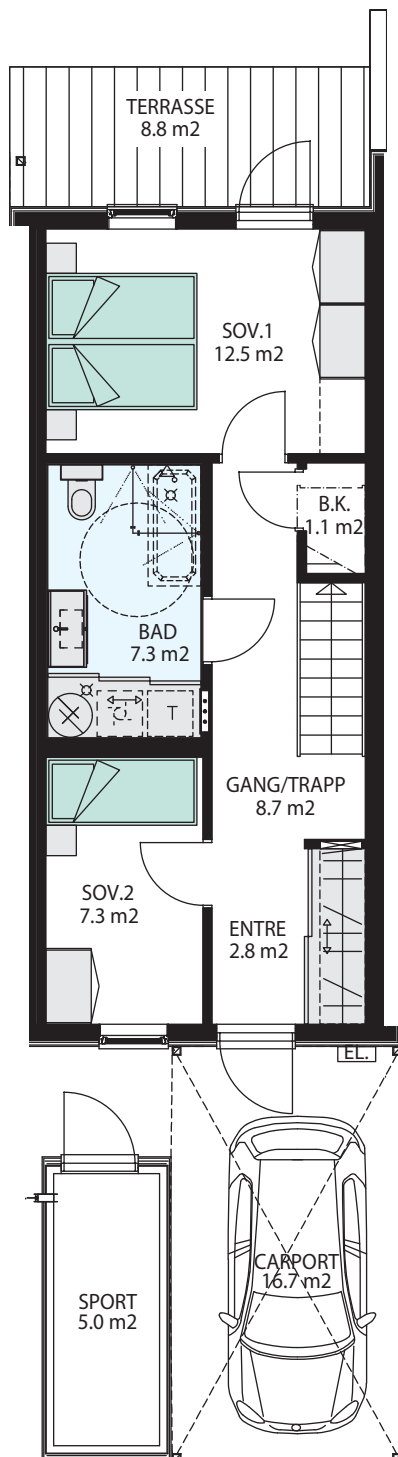 TERRASSE
8.8 m2
SOV.1
12.5 m2
B.K.
1.1 m2
BAD
7.3 m2
T
GANG/TRAPP
8.7 m2
SOV.2
7.3 m2
ENTRE
2.8 m2
EL.
CARPORT
16.7 m2
SPORT
5.0 m2